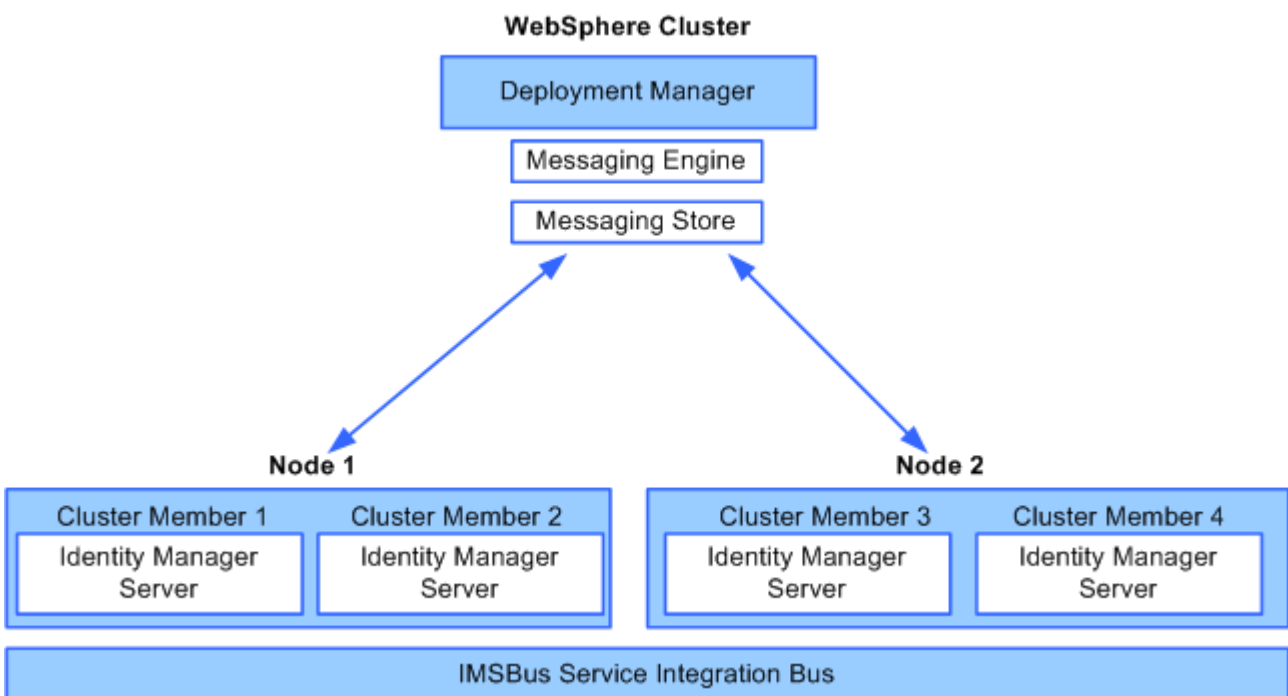 WebSphere Cluster
Deployment Manager
Messaging Engine
Messaging Store
Node 1
Cluster Member 1
Identity Manager
Server
Cluster Member 2
Identity Manager
Server
Node 2
Cluster Member 3
Identity Manager
Server
Cluster Member 4
Identity Manager
Server
IMSBus Service Integration Bus